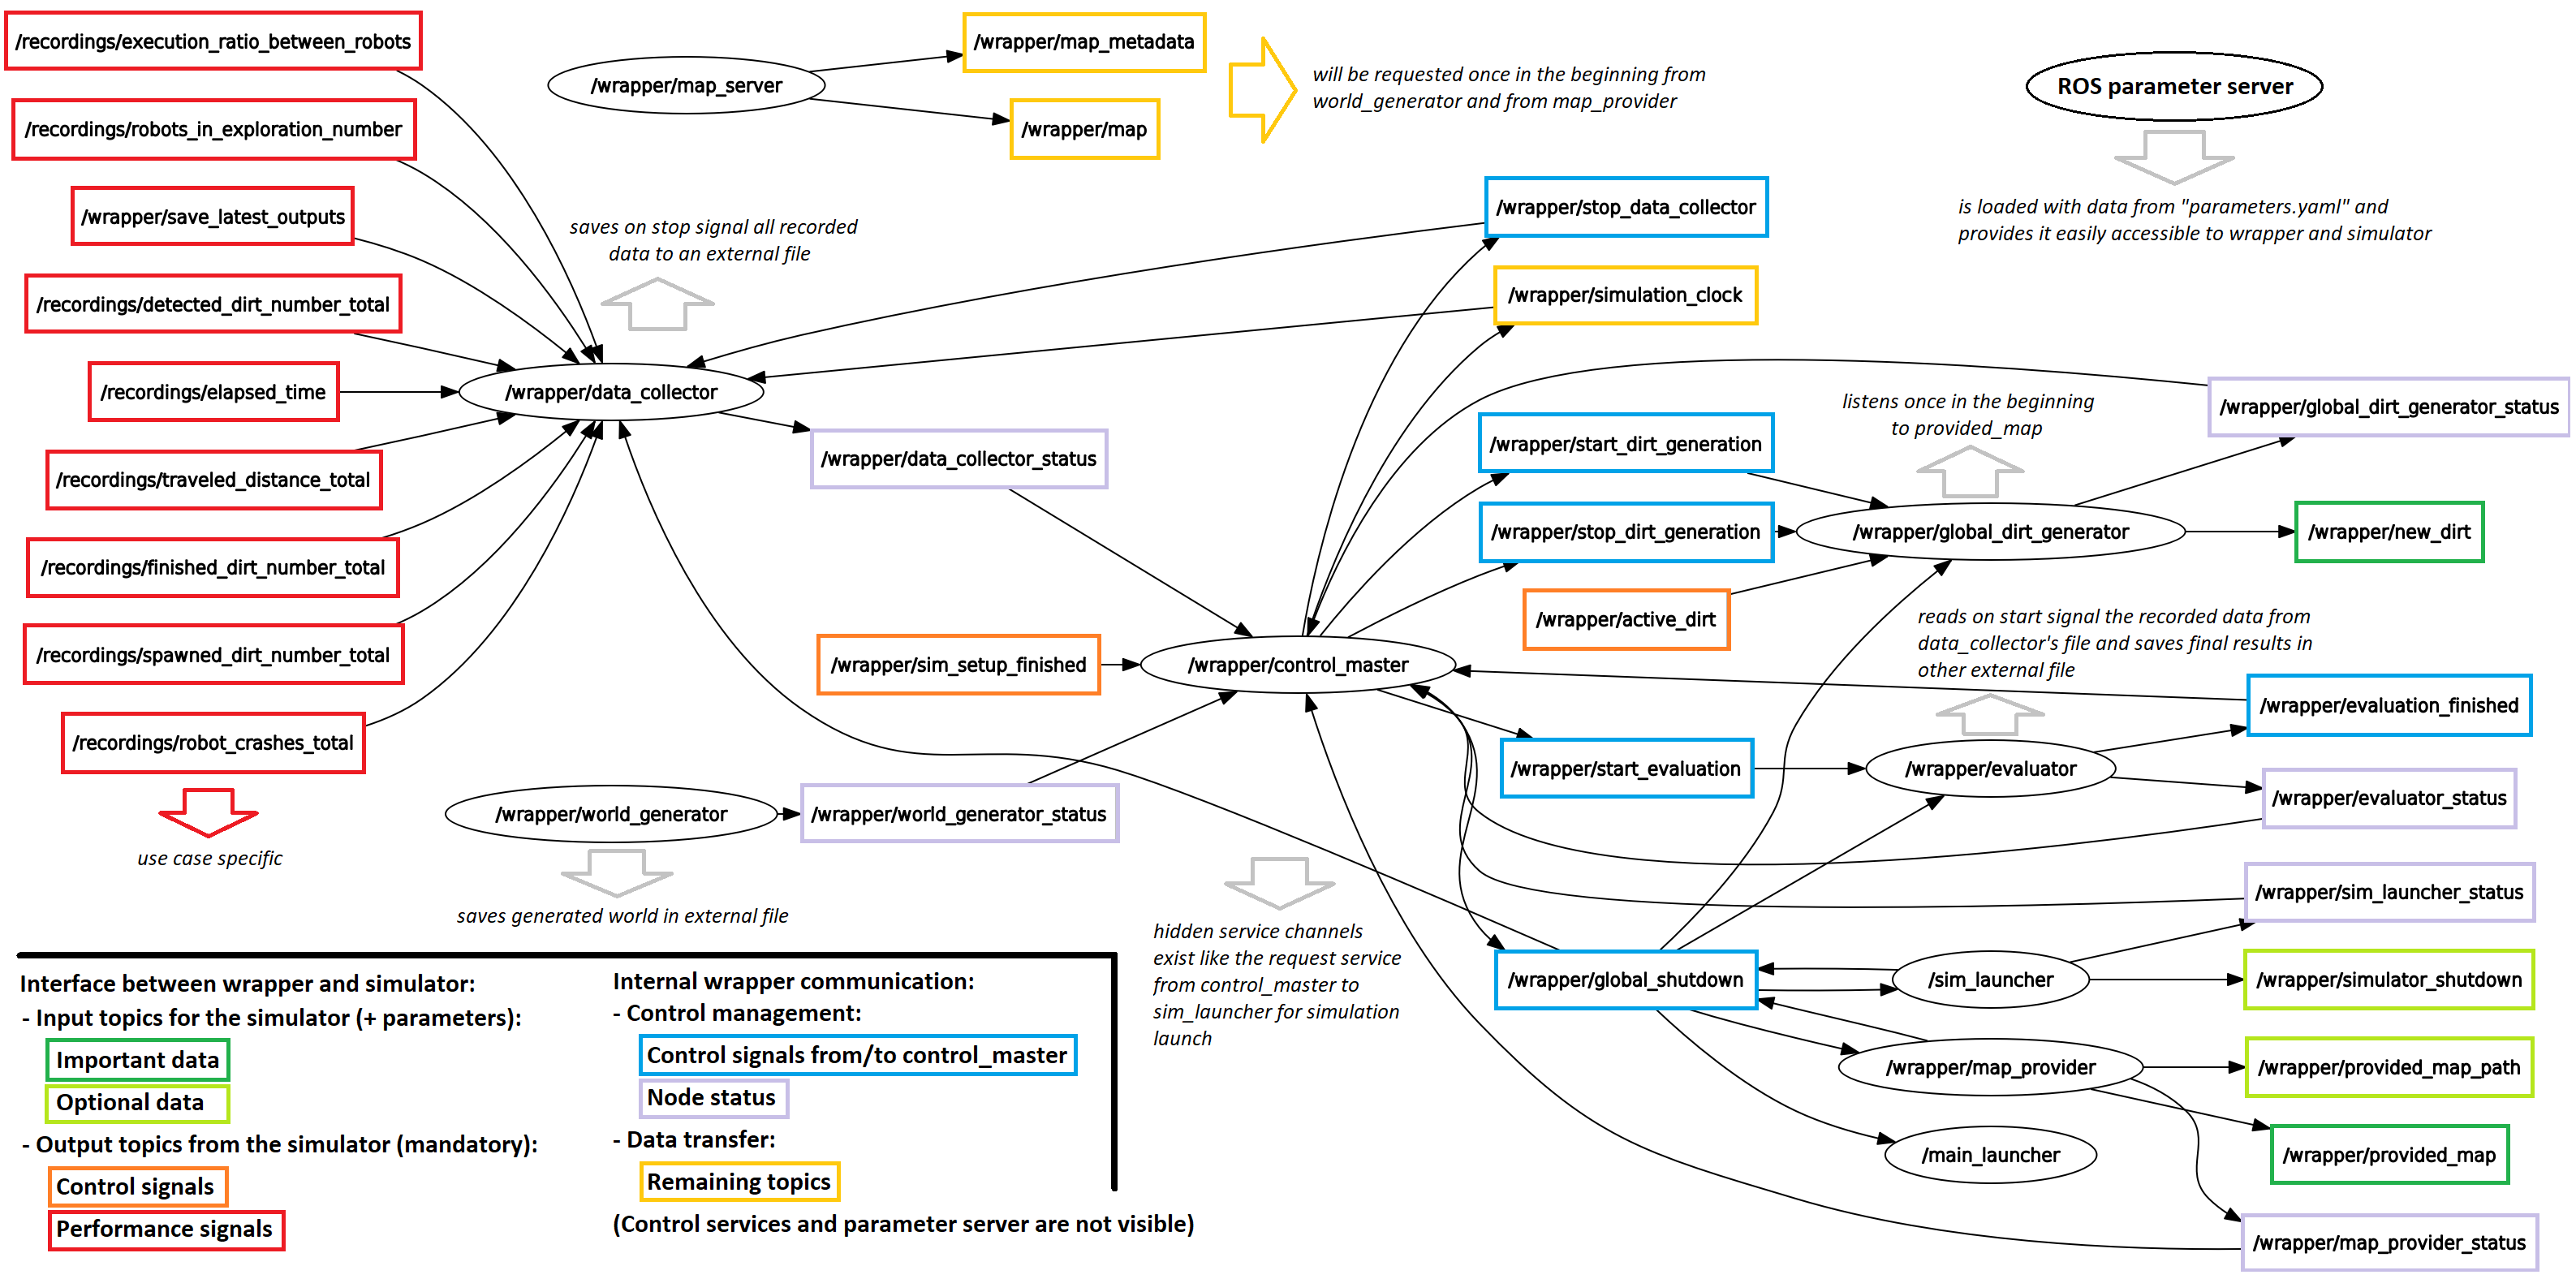 /recordings/execution_ratio_between_robots
/recordings/robots_in_exploration_number
/wrapper/save_latest_outputs
/recordings/detected_dirt_number_total
/recordings/elapsed_time
/recordings/traveled_distance_total
/recordings/finished_dirt_number_total
/recordings/spawned_dirt_number_total
/recordings/robot_crashes_total
use case specific
/wrapper/map_server
/wrapper/map_metadata
/wrapper/map
will be requested once in the beginning from
world_generator and from map_provider
ROS parameter server
is loaded with data from "parameters.yaml" and
provides it easily accessible to wrapper and simulator
saves on stop signal all recorded
data to an external file
/wrapper/data_collector
/wrapper/data_collector_status
/wrapper/stop_data_collector
/wrapper/simulation_clock
/wrapper/start_dirt_generation
/wrapper/stop_dirt_generation
/wrapper/active_dirt
listens once in the beginning
to provided_map
/wrapper/global_dirt_generator
/wrapper/global_dirt_generator_status
/wrapper/new_dirt
/wrapper/sim_setup_finished
/wrapper/control_master
reads on start signal the recorded data from
data_collector's file and saves final results in
other external file
/wrapper/start_evaluation
/wrapper/evaluator
/wrapper/evaluation_finished
/wrapper/evaluator_status
/wrapper/world_generator
/wrapper/world_generator_status
saves generated world in external file
hidden service channels
exist like the request service
from control_master to
sim_launcher for simulation
launch
/wrapper/global_shutdown
/sim_launcher
/wrapper/sim_launcher_status
/wrapper/simulator_shutdown
/wrapper/map_provider
/wrapper/provided_map_path
/main_launcher
/wrapper/provided_map
/wrapper/map_provider_status
Interface between wrapper and simulator:
- Input topics for the simulator (+ parameters):
Important data
Optional data
- Output topics from the simulator (mandatory):
Control signals
Performance signals
Internal wrapper communication:
- Control management:
Control signals from/to control_master
Node status
- Data transfer:
Remaining topics
(Control services and parameter server are not visible)